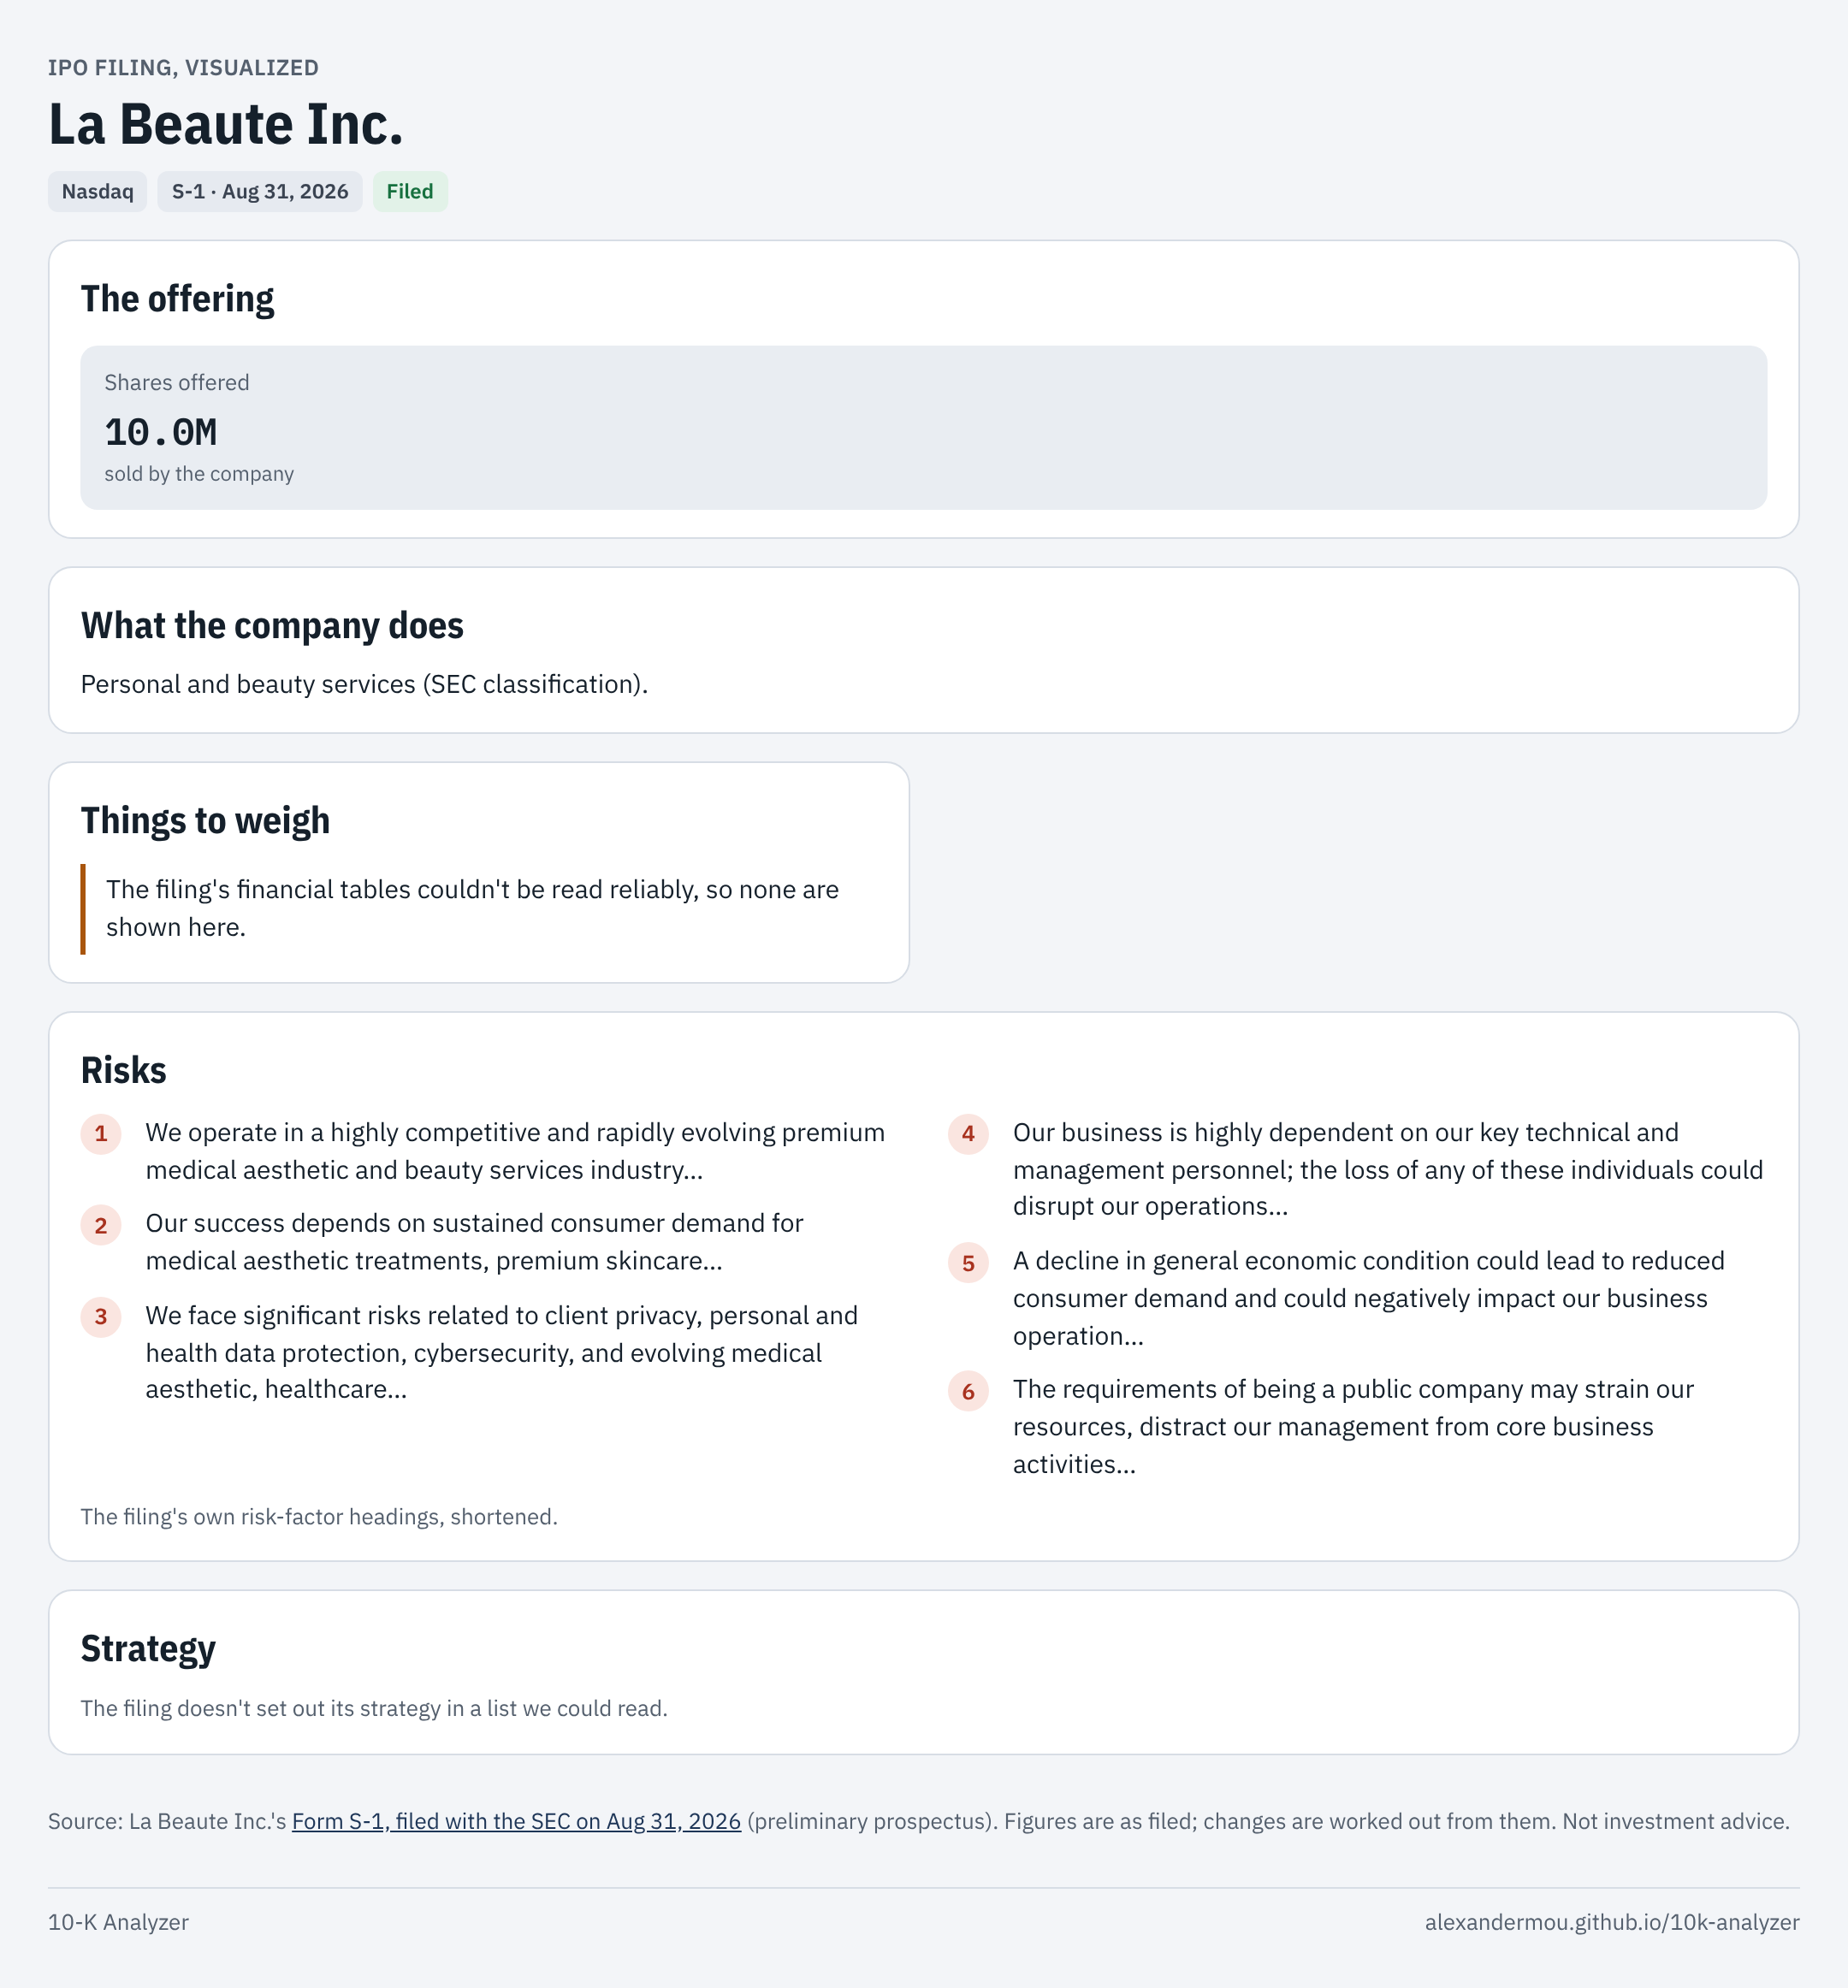 IPO FILING, VISUALIZED
La Beaute Inc.
Nasdaq
S-1 · Aug 31, 2026
Filed
The offering
Shares offered
10.0M
sold by the company
What the company does
Personal and beauty services (SEC classification).
Things to weigh
The filing's financial tables couldn't be read reliably, so none are
shown here.
Risks
1
We operate in a highly competitive and rapidly evolving premium
medical aesthetic and beauty services industry...
2
Our success depends on sustained consumer demand for
medical aesthetic treatments, premium skincare...
3
We face significant risks related to client privacy, personal and
health data protection, cybersecurity, and evolving medical
aesthetic, healthcare...
4
Our business is highly dependent on our key technical and
management personnel; the loss of any of these individuals could
disrupt our operations...
5
A decline in general economic condition could lead to reduced
consumer demand and could negatively impact our business
operation...
6
The requirements of being a public company may strain our
resources, distract our management from core business
activities...
The filing's own risk-factor headings, shortened.
Strategy
The filing doesn't set out its strategy in a list we could read.
Source: La Beaute Inc.'s Form S-1, filed with the SEC on Aug 31, 2026 (preliminary prospectus). Figures are as filed; changes are worked out from them. Not investment advice.
10-K Analyzer
alexandermou.github.io/10k-analyzer